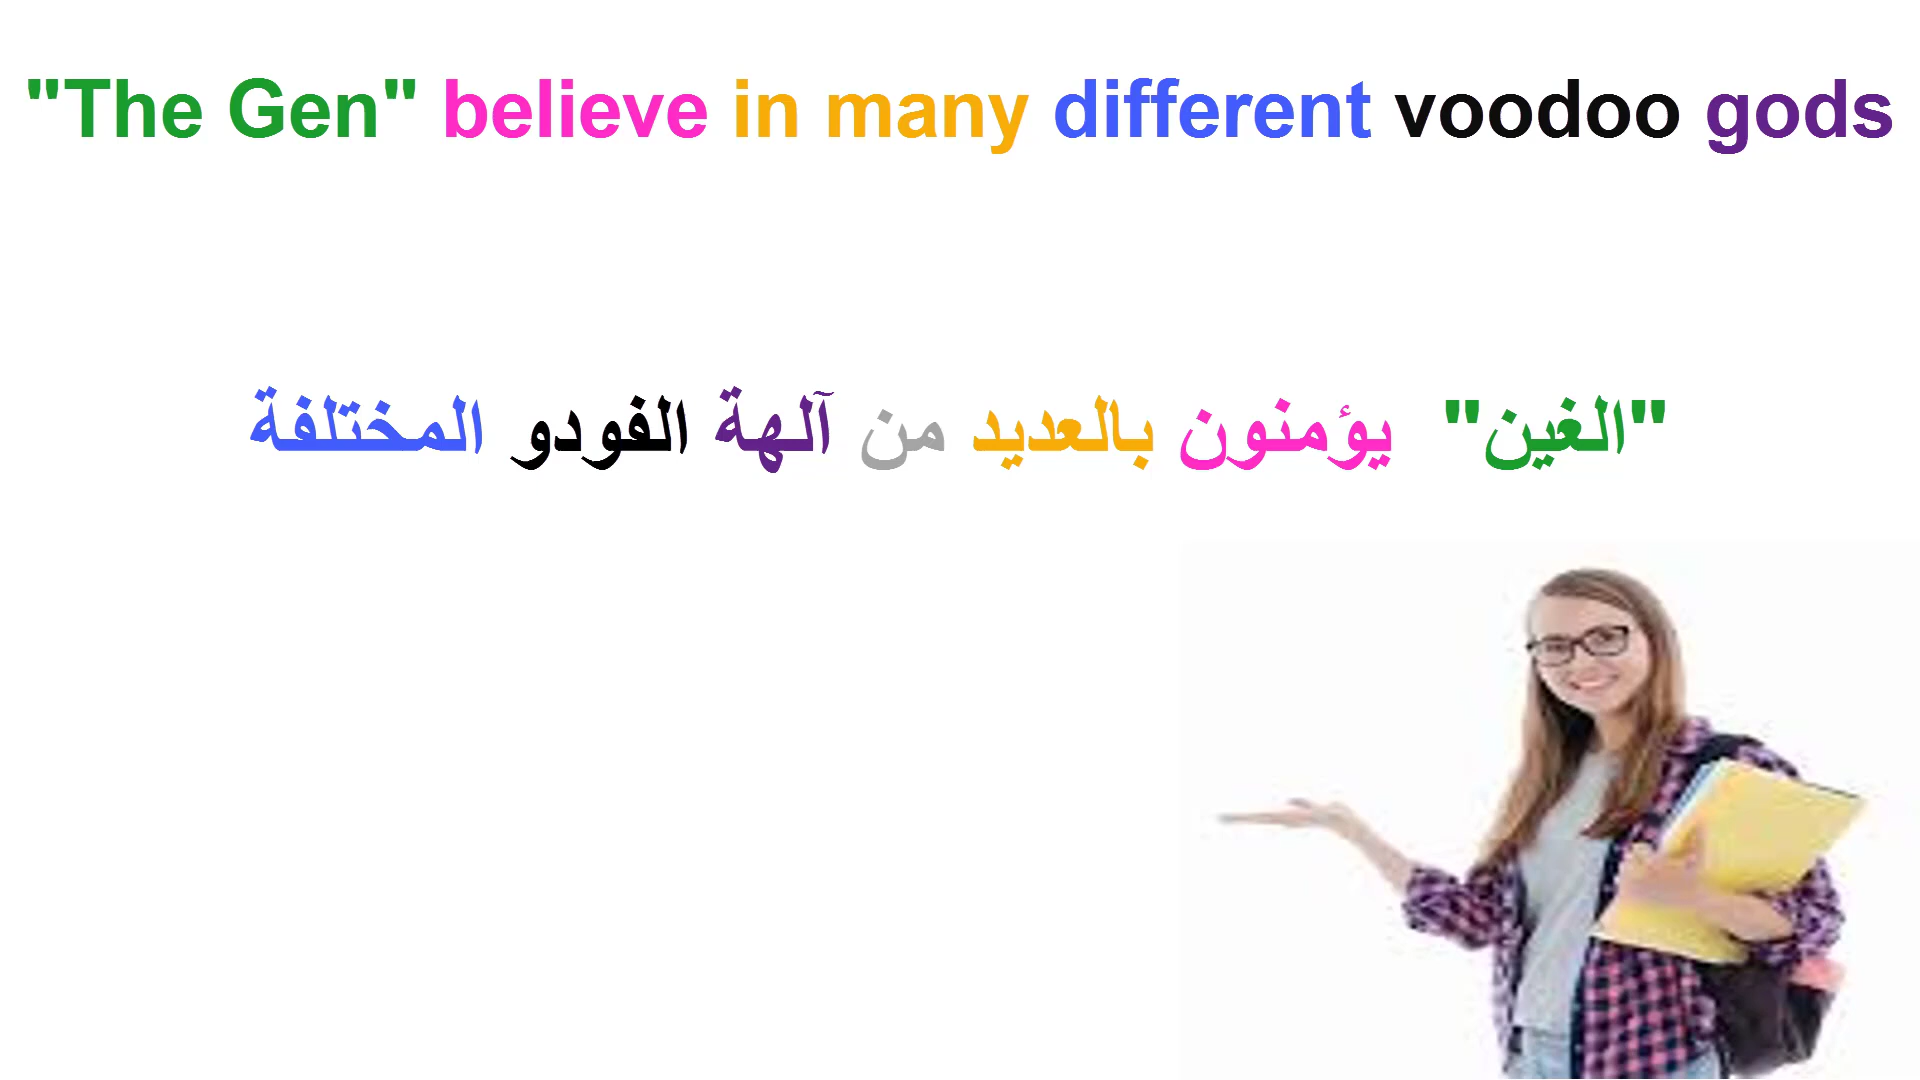 "The Gen" believe in many different voodoo gods
"الغين" يؤمنون بالعديد من آلهة الفودو المختلفة